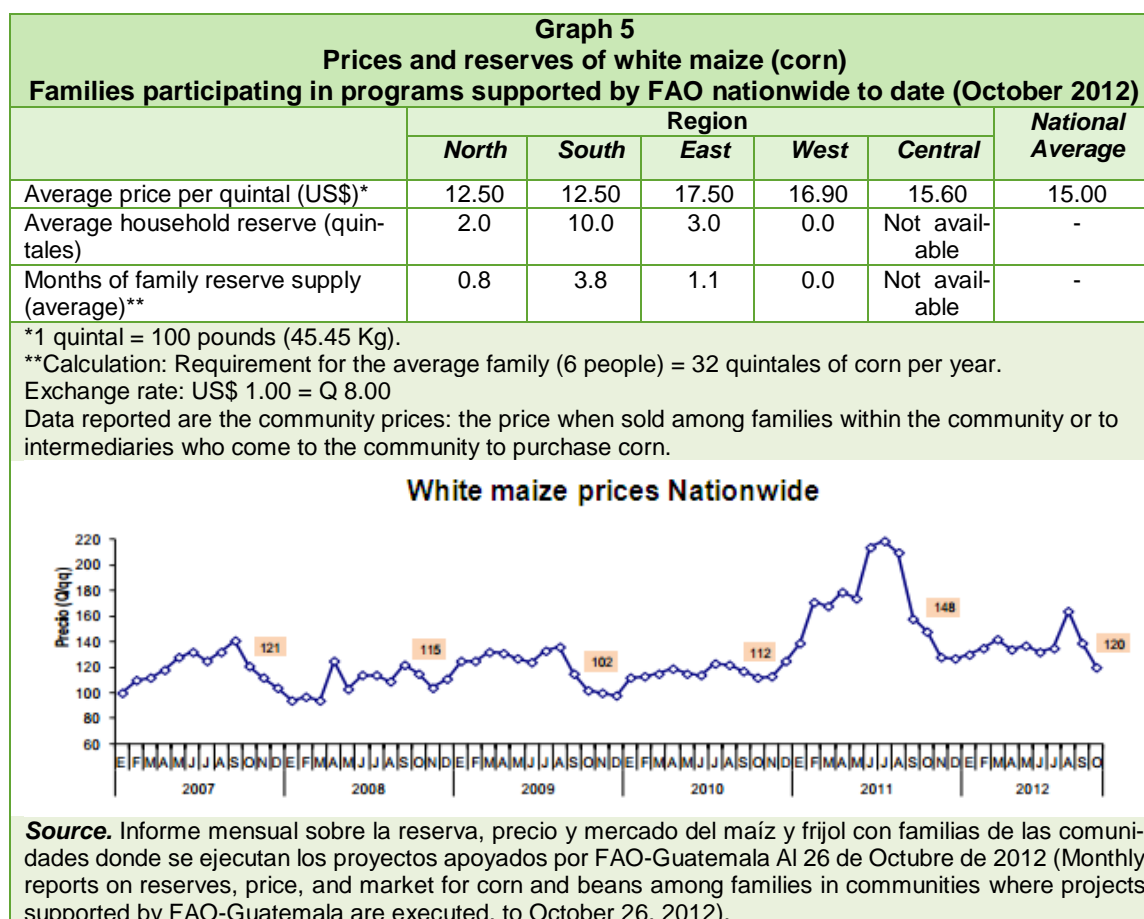 Graph 5
Prices and reserves of white maize (corn)
Families participating in programs supported by FAO nationwide to date (October 2012)
Region National Average
North South East West Central
Average price per quintal (US$)* 12.50 12.50 17.50 16.90 15.60 15.00
Average household reserve (quin-
tales) 2.0 10.0 3.0 0.0 Not avail-
able -
Months of family reserve supply
(average)** 0.8 3.8 1.1 0.0 Not avail-
able -
*1 quintal = 100 pounds (45.45 Kg).
**Calculation: Requirement for the average family (6 people) = 32 quintales of corn per year.
Exchange rate: US$ 1.00 = Q 8.00
Data reported are the community prices: the price when sold among families within the community or to
intermediaries who come to the community to purchase corn.
White maize prices Nationwide
Precio (Q/qq)
220
200
180
160
140
120
100
80
60
121
115
102
112
148
120
E F M A M J J A S O N D E F M A M J J A S O N D E F M A M J J A S O N D E F M A M J J A S O N D E F M A M J J A S O N D E F M A M J J A S O
2007 2008 2009 2010 2011 2012
Source. Informe mensual sobre la reserva, precio y mercado del maíz y frijol con familias de las comuni-
dades donde se ejecutan los proyectos apoyados por FAO-Guatemala Al 26 de Octubre de 2012 (Monthly
reports on reserves, price, and market for corn and beans among families in communities where projects
supported by FAO-Guatemala are executed, to October 26, 2012).